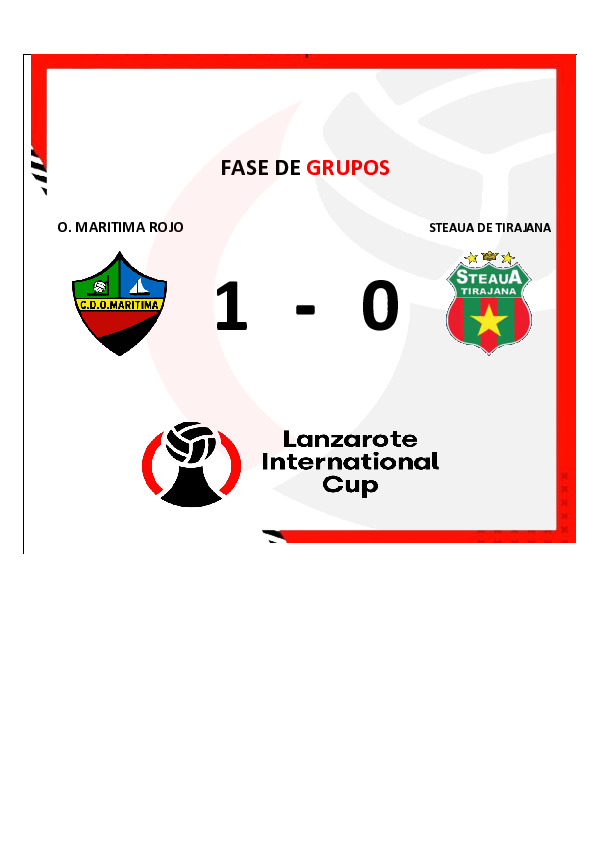 FASE DE GRUPOS
O. MARITIMA ROJO
STEAUA DE TIRAJANA
C.D.O.MARITIMA
1 - 0
STEAUA
TIRAJANA
Lanzarote
International
Cup